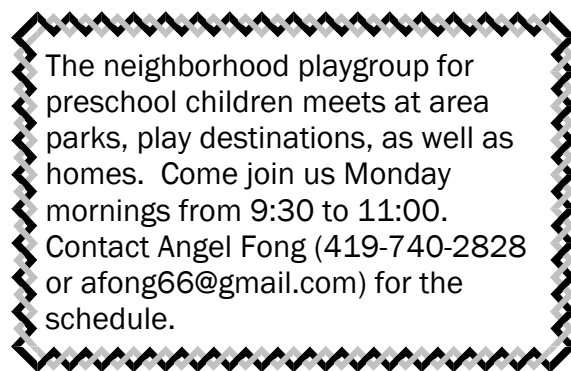 The neighborhood playgroup for
preschool children meets at area
parks, play destinations, as well as
homes.  Come join us Monday
mornings from 9:30 to 11:00.
Contact Angel Fong (419-740-2828
or afong66@gmail.com) for the
schedule.